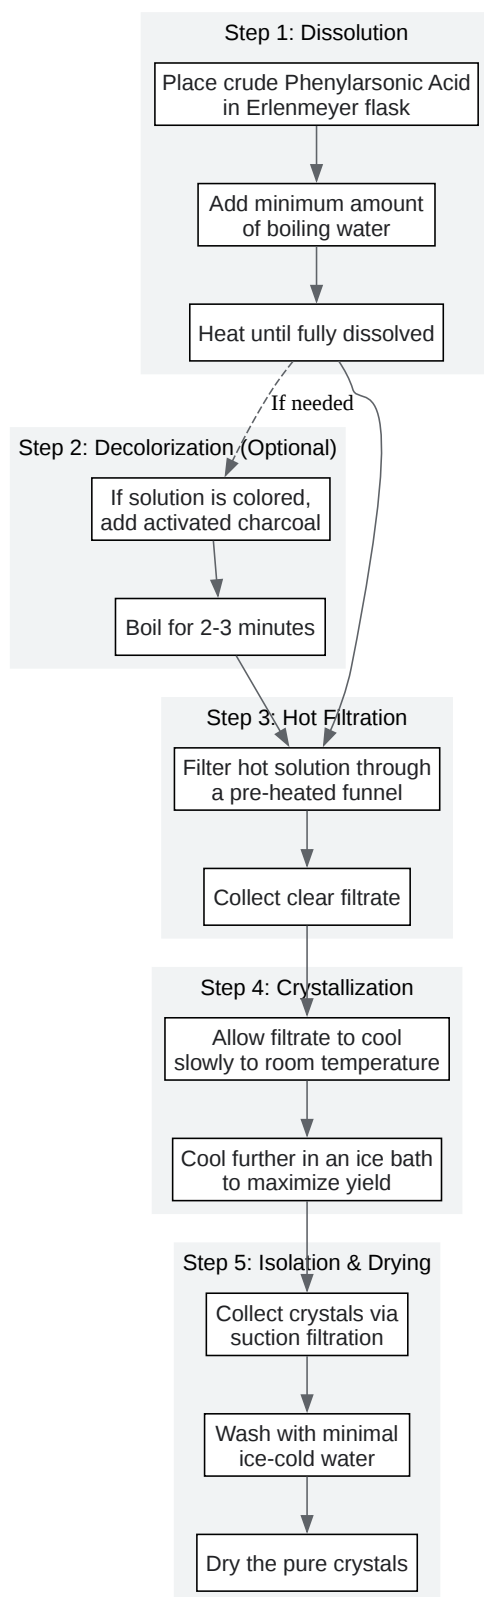 Step 1: Dissolution
Place crude Phenylarsonic Acid
in Erlenmeyer flask
Add minimum amount
of boiling water
Heat until fully dissolved
If needed
Step 2: Decolorization (Optional)
If solution is colored,
add activated charcoal
Boil for 2-3 minutes
Step 3: Hot Filtration
Filter hot solution through
a pre-heated funnel
Collect clear filtrate
Step 4: Crystallization
Allow filtrate to cool
slowly to room temperature
Cool further in an ice bath
to maximize yield
Step 5: Isolation & Drying
Collect crystals via
suction filtration
Wash with minimal
ice-cold water
Dry the pure crystals